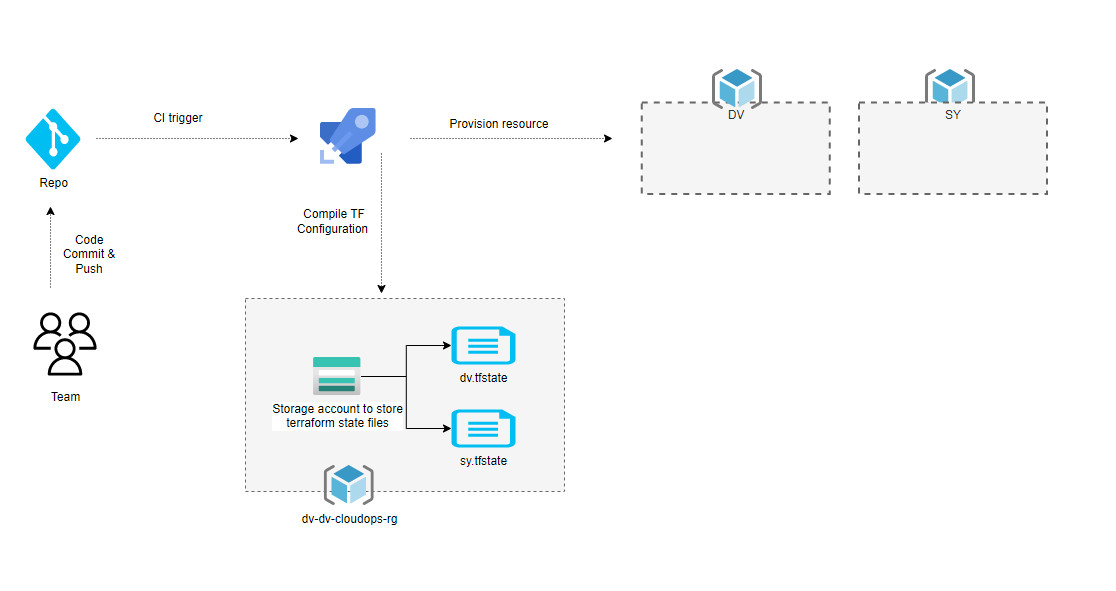 DV
SY
CI trigger
Provision resource
Repo
Compile TF
Configuration
Code
Commit &
Push
Team
dv.tfstate
Storage account to store
terraform state files
sy.tfstate
dv-dv-cloudops-rg